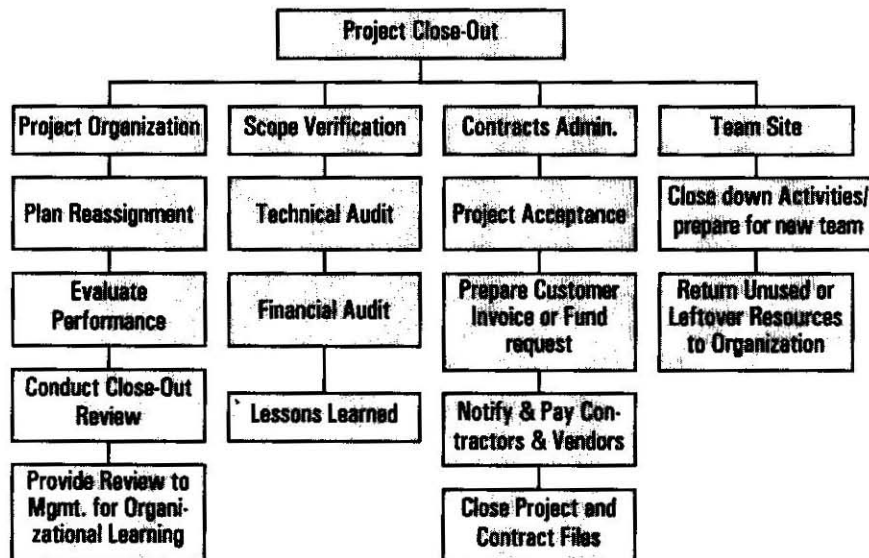 Project Close-Out
Project Organization
Plan Reassignment
Evaluate
Performance
Conduct Close-Out
Review
Provide Review to
Mgmt. for Organi-
zational Learning
Scope Verification
Technical Audit
Financial Audit
Lessons Learned
Contracts Admin.
Project Acceptance
Prepare Customer
Invoice or Fund
request
Notify & Pay Con-
tractors & Vendors
Close Project and
Contract Files
Team Site
Close down Activities/
prepare for new team
Return Unused or
Leftover Resources
to Organization